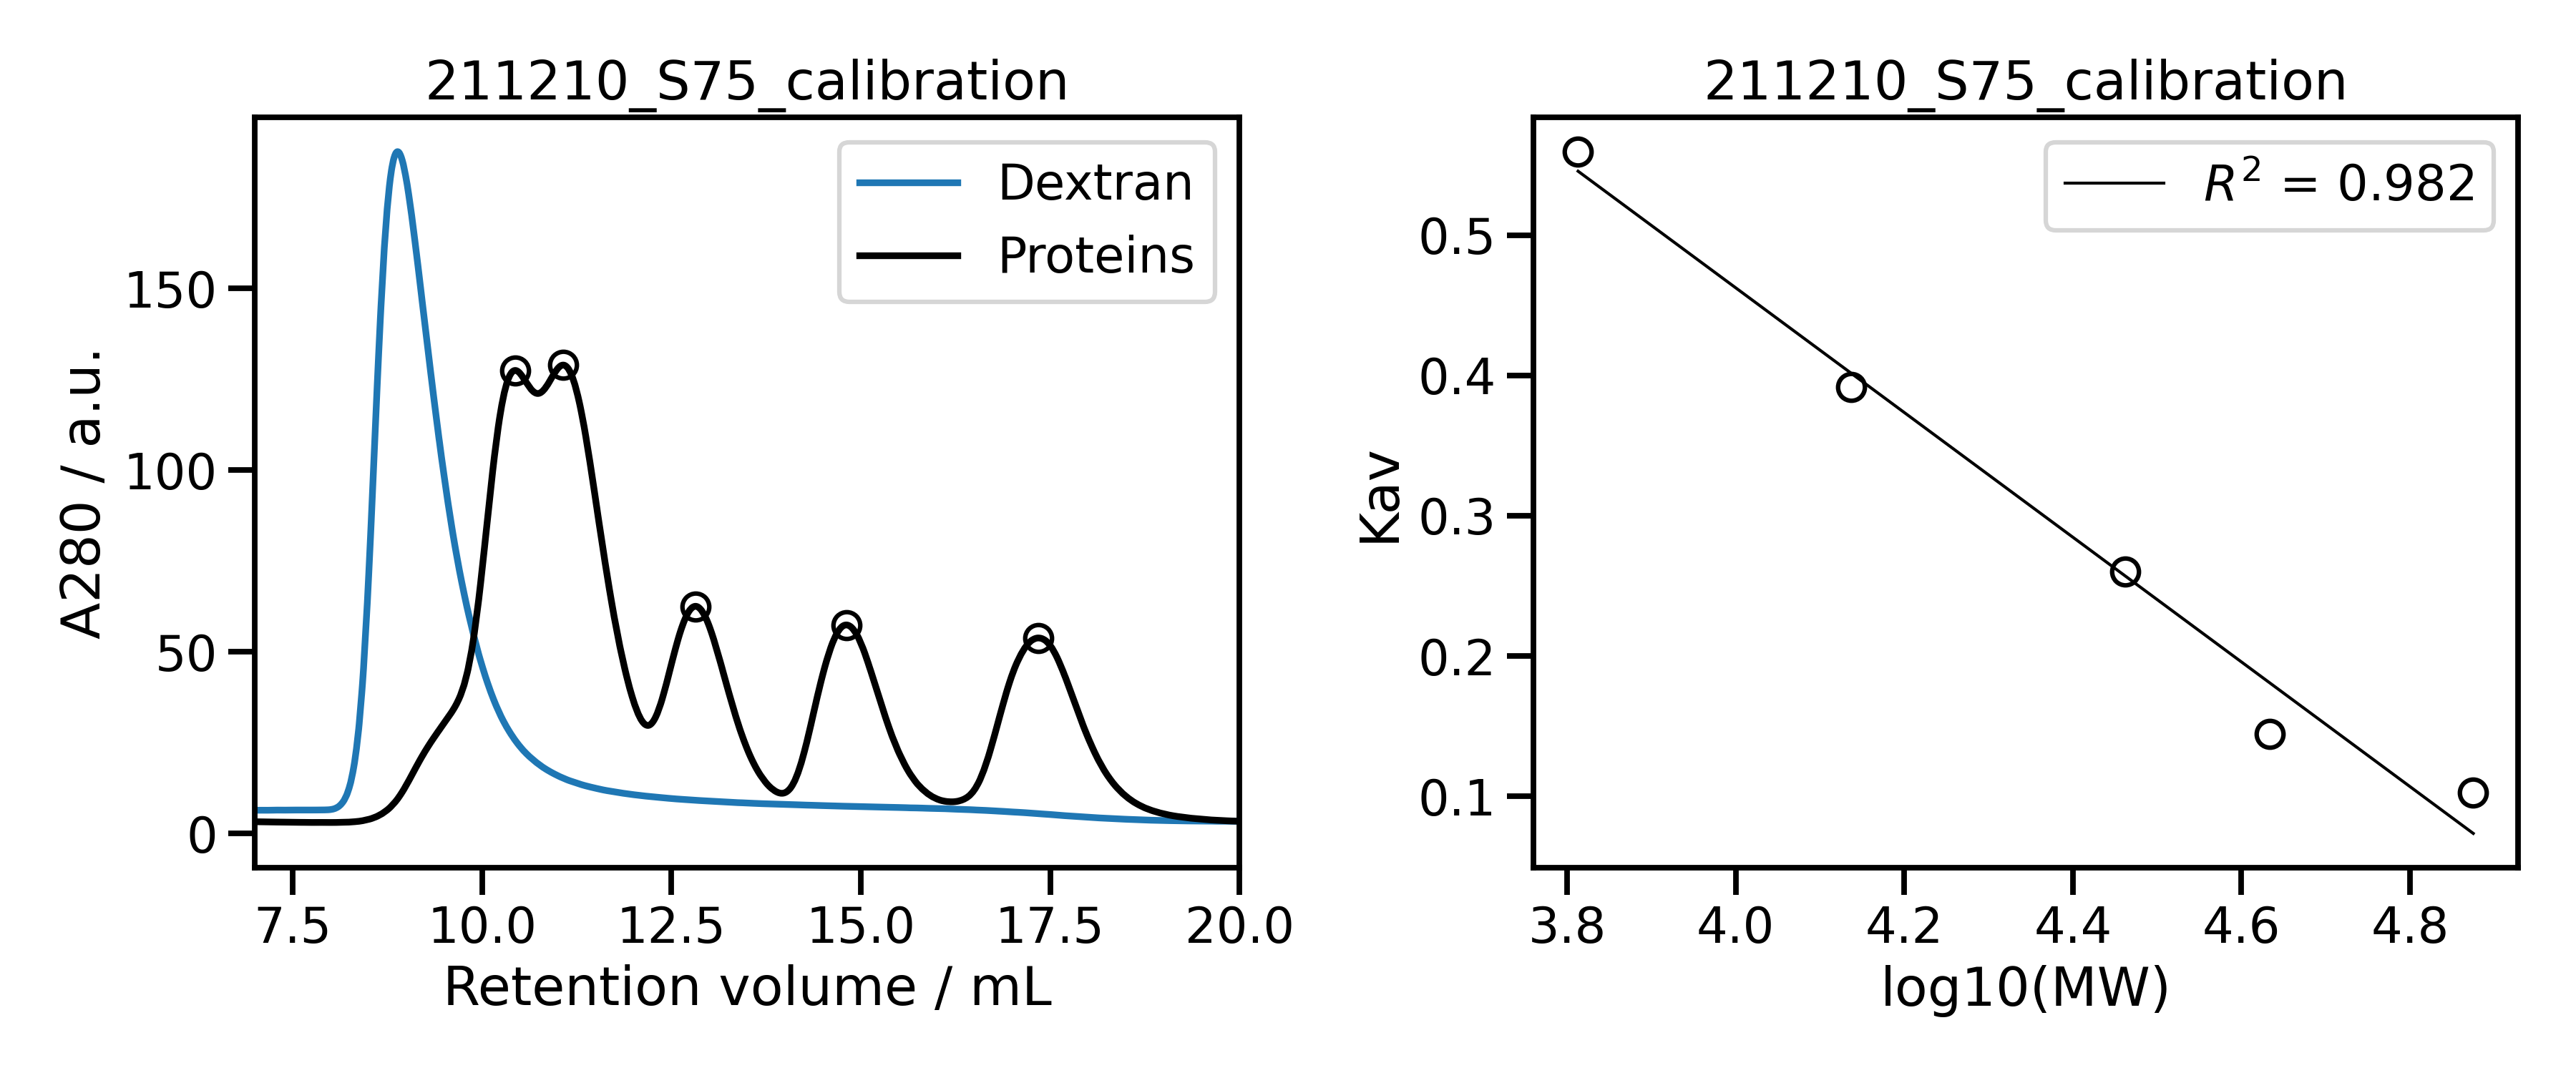 211210_S75_calibration
Dextran
Proteins
A280 / a.u.
150
100
50
0
7.5 10.0 12.5 15.0 17.5 20.0
Retention volume / mL
211210_S75_calibration
R² = 0.982
Kav
0.5
0.4
0.3
0.2
0.1
3.8 4.0 4.2 4.4 4.6 4.8
log10(MW)